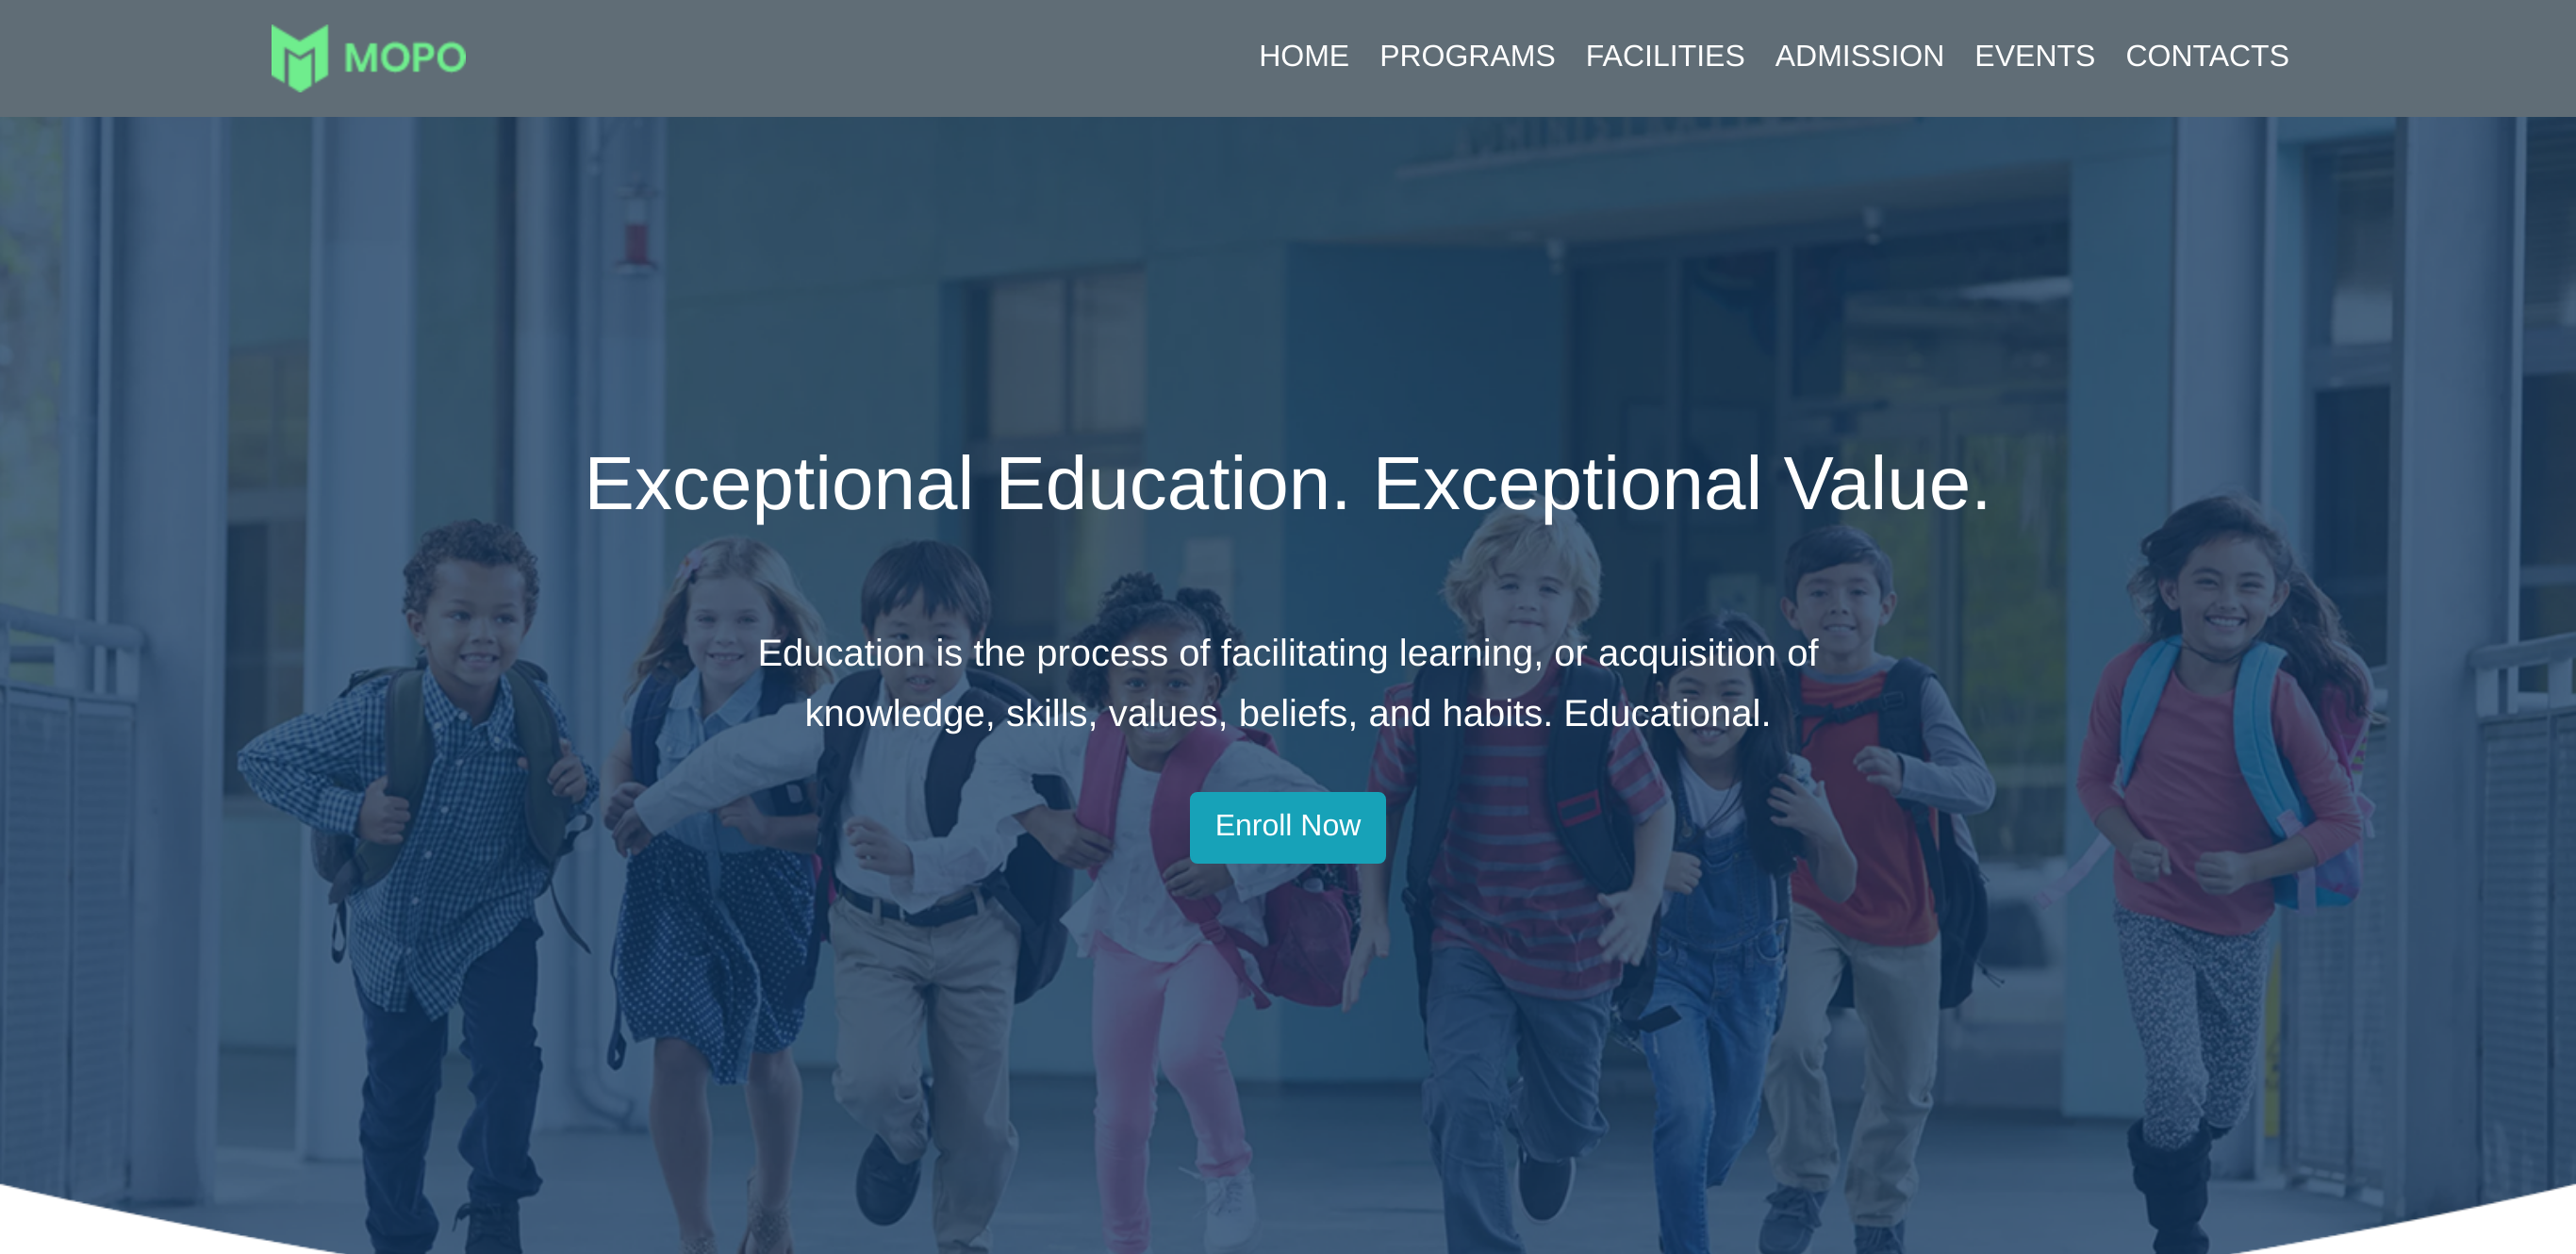 MOPO
HOME PROGRAMS FACILITIES ADMISSION EVENTS CONTACTS
Exceptional Education. Exceptional Value.
Education is the process of facilitating learning, or acquisition of
knowledge, skills, values, beliefs, and habits. Educational.
Enroll Now